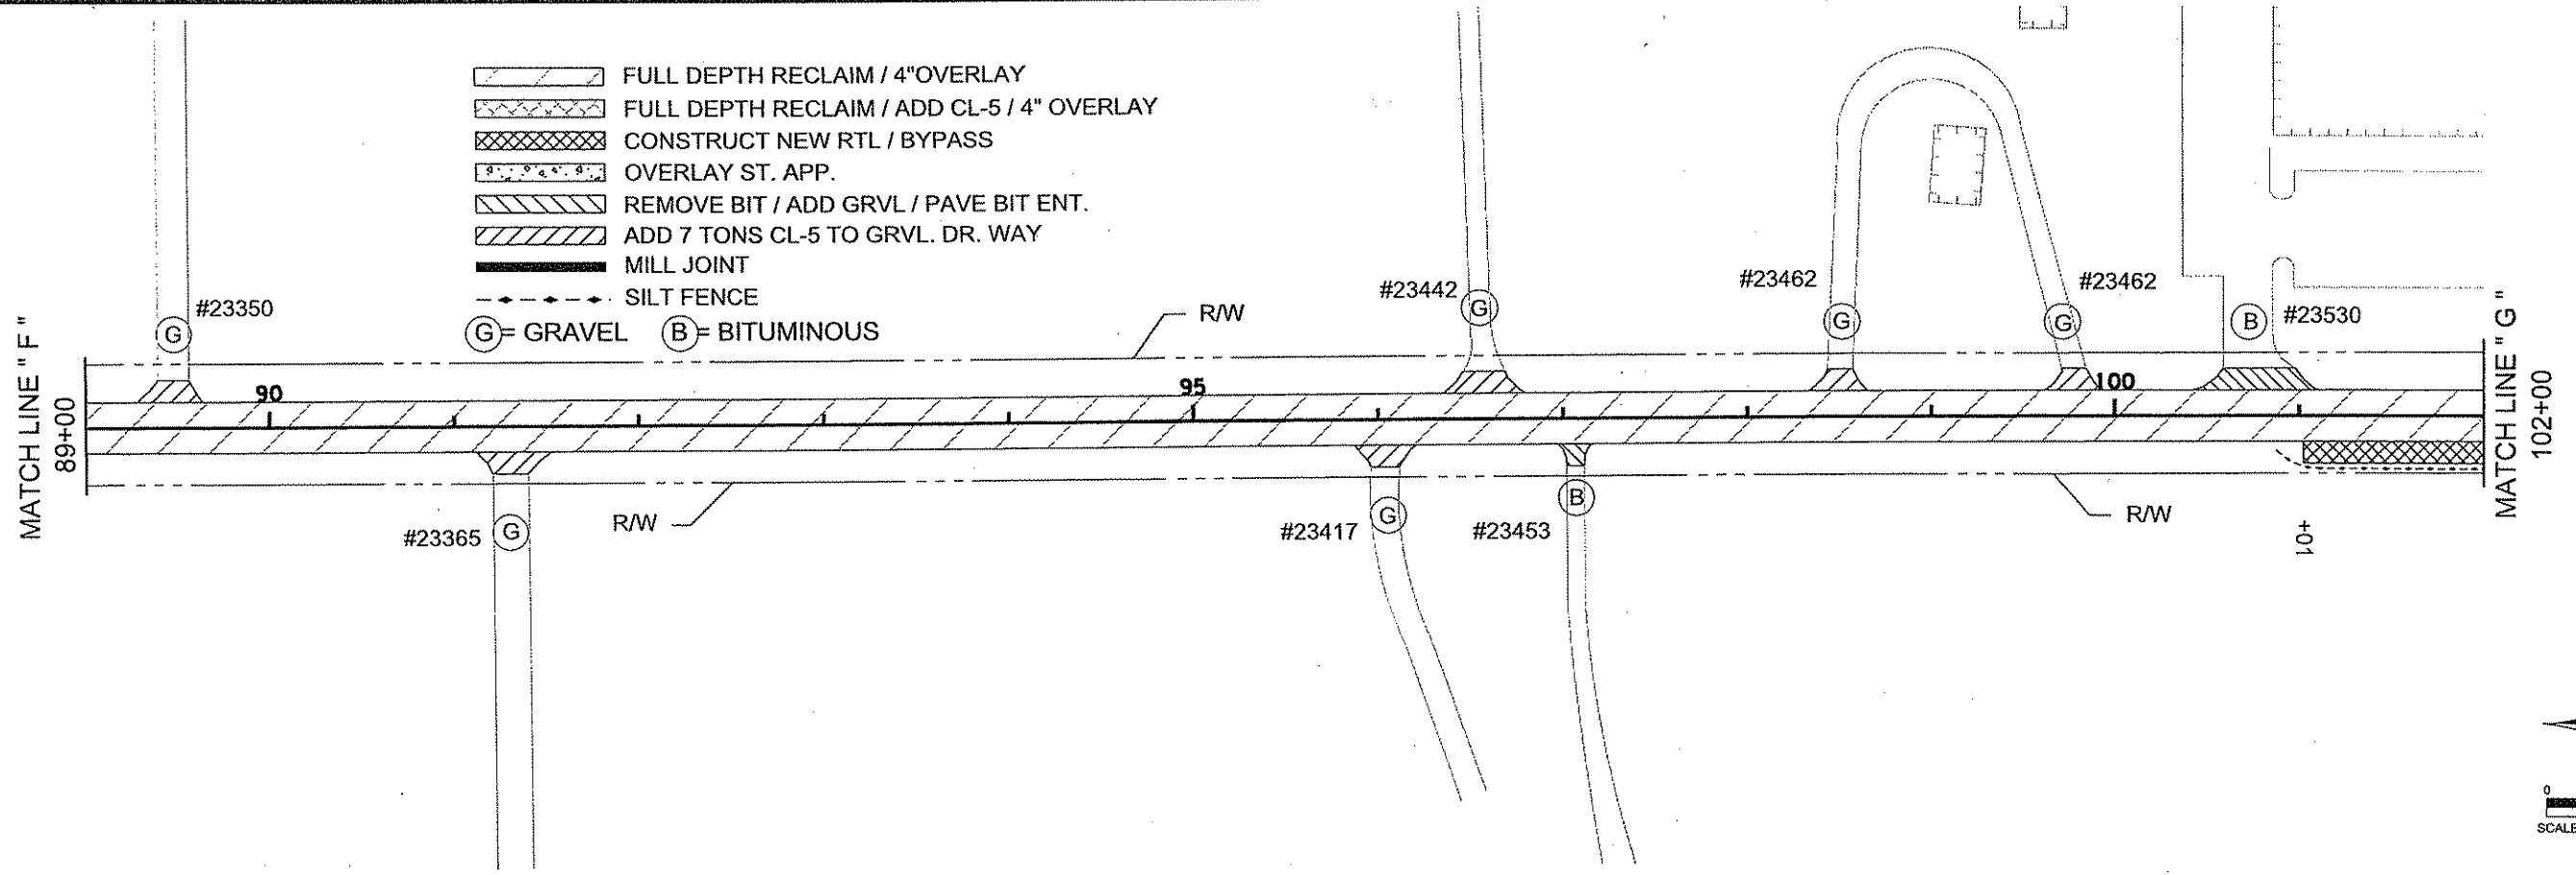 FULL DEPTH RECLAIM / 4"OVERLAY
FULL DEPTH RECLAIM / ADD CL-5 / 4" OVERLAY
CONSTRUCT NEW RTL / BYPASS
OVERLAY ST. APP.
REMOVE BIT / ADD GRVL / PAVE BIT ENT.
ADD 7 TONS CL-5 TO GRVL. DR. WAY
MILL JOINT
SILT FENCE
G = GRAVEL B = BITUMINOUS
#23350
G
#23442
G
#23462
G
#23462
G
#23530
B
R/W
MATCH LINE " F "
89+00
90
95
100
MATCH LINE " G "
102+00
#23365
G
R/W
#23417
G
#23453
B
R/W
+01
0
SCALE